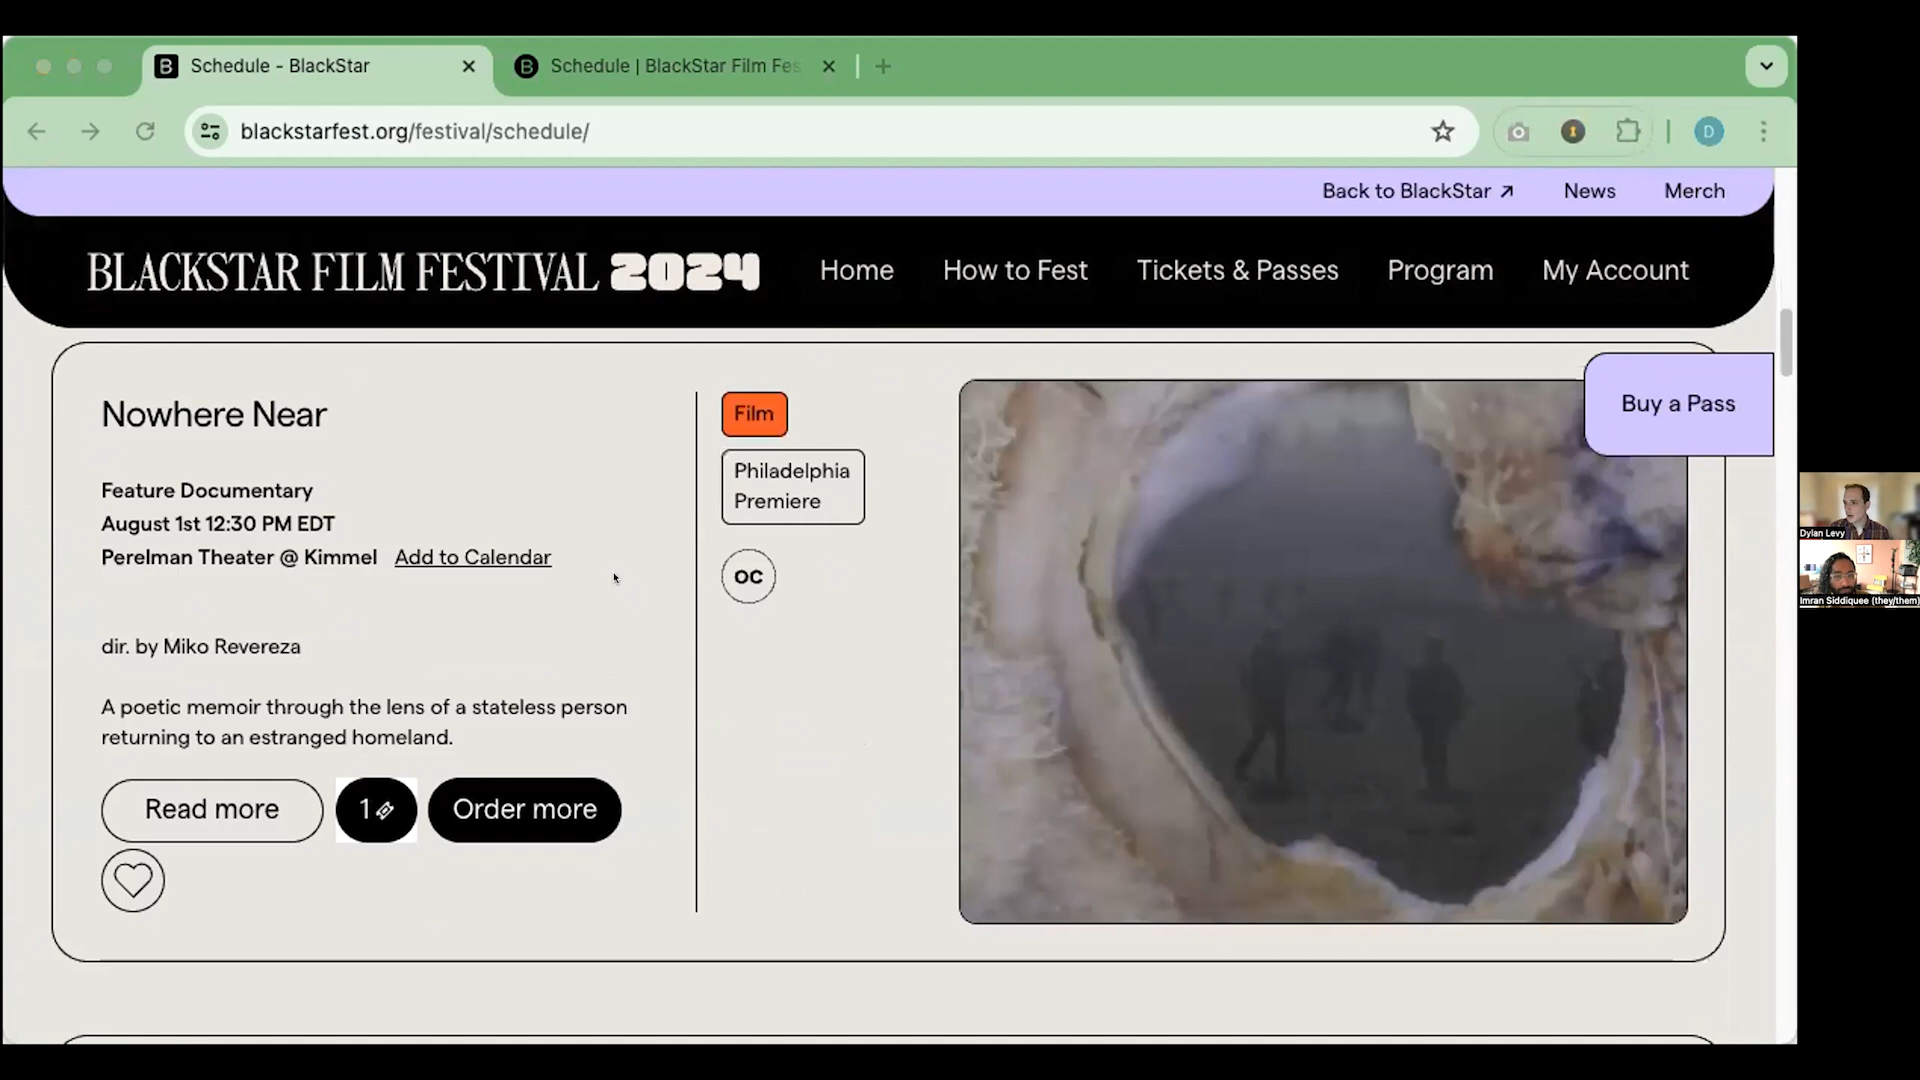 Schedule - BlackStar
Schedule | BlackStar Film Fes
blackstarfest.org/festival/schedule/
D
Back to BlackStar ↗ News Merch
BLACKSTAR FILM FESTIVAL 2024 Home How to Fest Tickets & Passes Program My Account
Buy a Pass
Nowhere Near
Film
Philadelphia
Premiere
OC
Feature Documentary
August 1st 12:30 PM EDT
Perelman Theater @ Kimmel Add to Calendar
dir. by Miko Revereza
A poetic memoir through the lens of a stateless person
returning to an estranged homeland.
Read more 1 Order more
Dylan Levy
Imran Siddiquee (they/them)